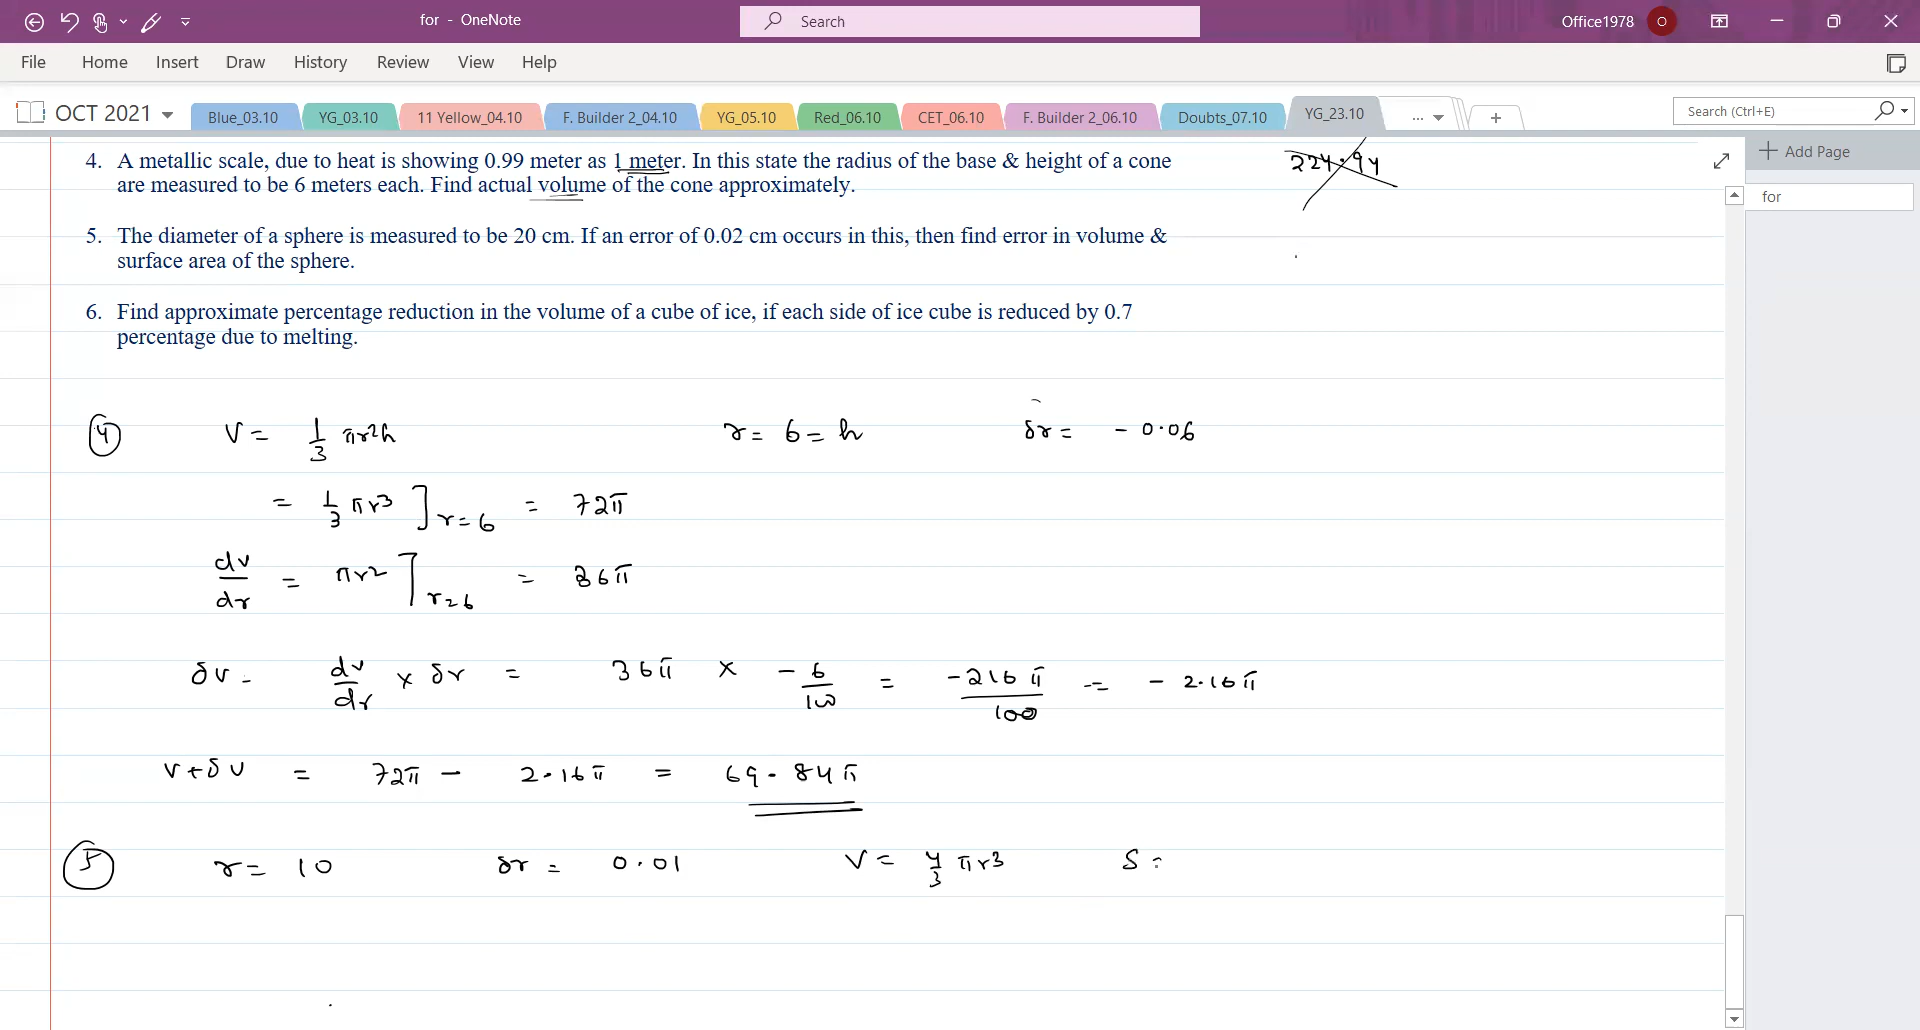 for - OneNote
Search
Office1978
O
File Home Insert Draw History Review View Help
OCT 2021
Blue_03.10 YG_03.10 11 Yellow_04.10 F. Builder 2_04.10 YG_05.10 Red_06.10 CET_06.10 F. Builder 2_06.10 Doubts_07.10 YG_23.10 ... +
Search (Ctrl+E)
Add Page
for
4. A metallic scale, due to heat is showing 0.99 meter as 1 meter. In this state the radius of the base & height of a cone
are measured to be 6 meters each. Find actual volume of the cone approximately.
224.94
5. The diameter of a sphere is measured to be 20 cm. If an error of 0.02 cm occurs in this, then find error in volume &
surface area of the sphere.
6. Find approximate percentage reduction in the volume of a cube of ice, if each side of ice cube is reduced by 0.7
percentage due to melting.
④ V = 1/3 πr²h r = 6 = h δr = - 0.06
= 1/3 πr³ ]r=6 = 72π
dv/dr = πr² ]r=6 = 36π
δv = dv/dr × δr = 36π × -6/100 = -216π/100 = - 2.16π
v + δv = 72π - 2.16π = 69.84π
⑤ r = 10 δr = 0.01 V = 4/3 πr³ S =